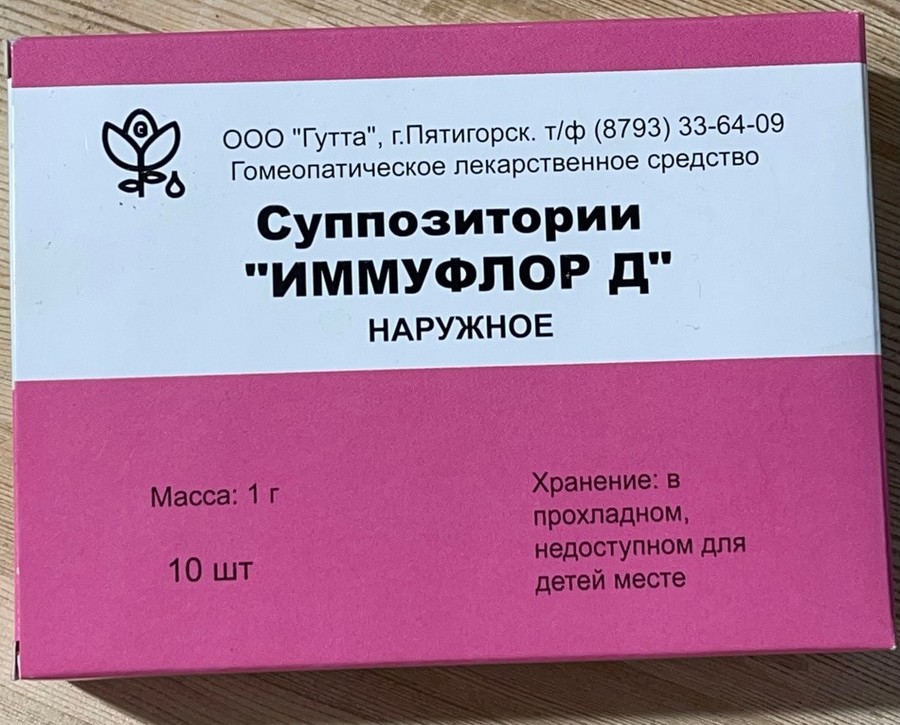 ООО "Гутта", г.Пятигорск. т/ф (8793) 33-64-09
Гомеопатическое лекарственное средство
Суппозитории
"ИММУФЛОР Д"
НАРУЖНОЕ
Масса: 1 г
10 шт
Хранение: в
прохладном,
недоступном для
детей месте